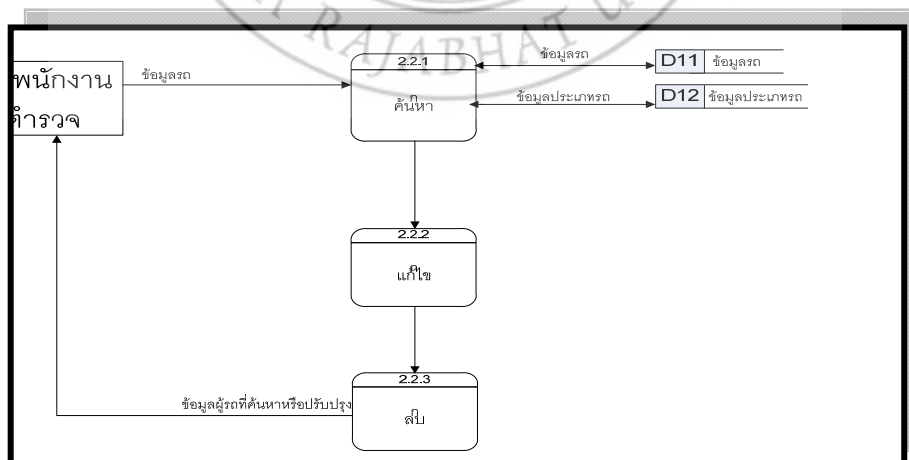 RAJABHAT U
2.2.1
ค้นหา
ข้อมูลรถ
D11 ข้อมูลรถ
พนักงาน
ตำรวจ
ข้อมูลรถ
ข้อมูลประเภทรถ
D12 ข้อมูลประเภทรถ
2.2.2
แก้ไข
2.2.3
ลบ
ข้อมูลผู้รถที่ค้นหาหรือปรับปรุง